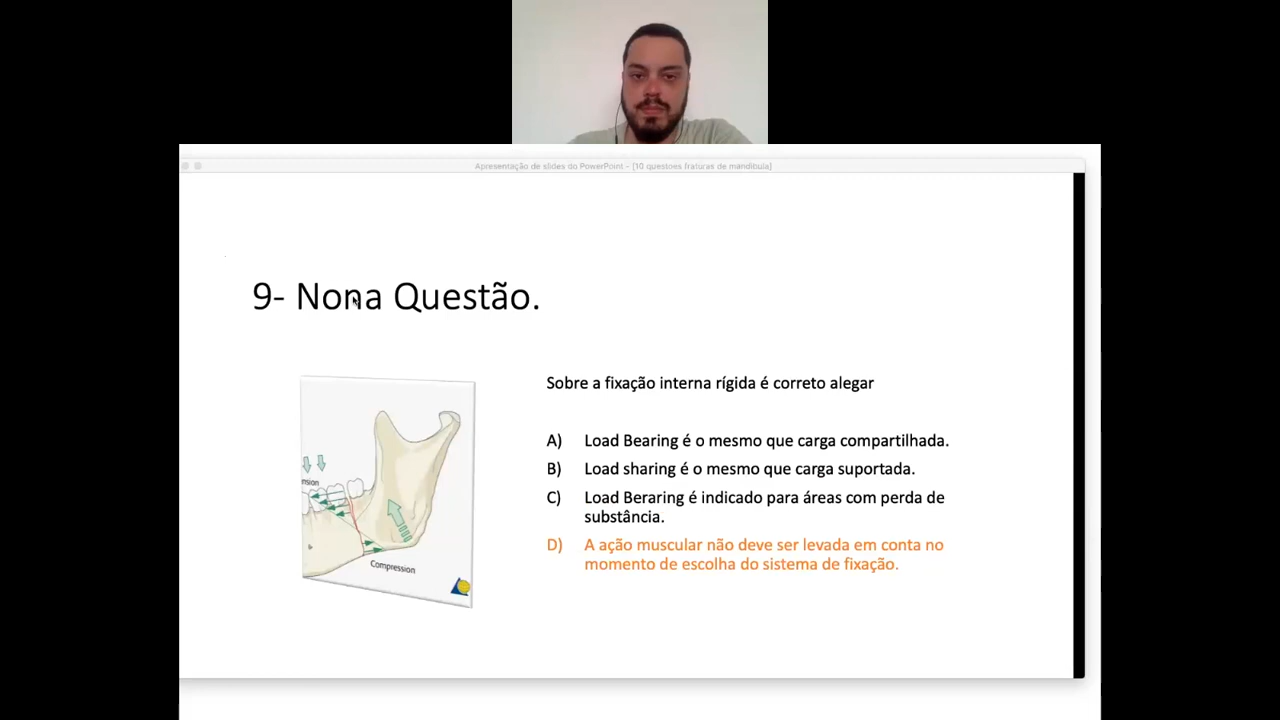 Apresentação de slides do PowerPoint - [10 questoes fraturas de mandibula]
9- Nona Questão.
Sobre a fixação interna rígida é correto alegar
A) Load Bearing é o mesmo que carga compartilhada.
B) Load sharing é o mesmo que carga suportada.
C) Load Beraring é indicado para áreas com perda de
substância.
D) A ação muscular não deve ser levada em conta no
momento de escolha do sistema de fixação.
nsion
Compression